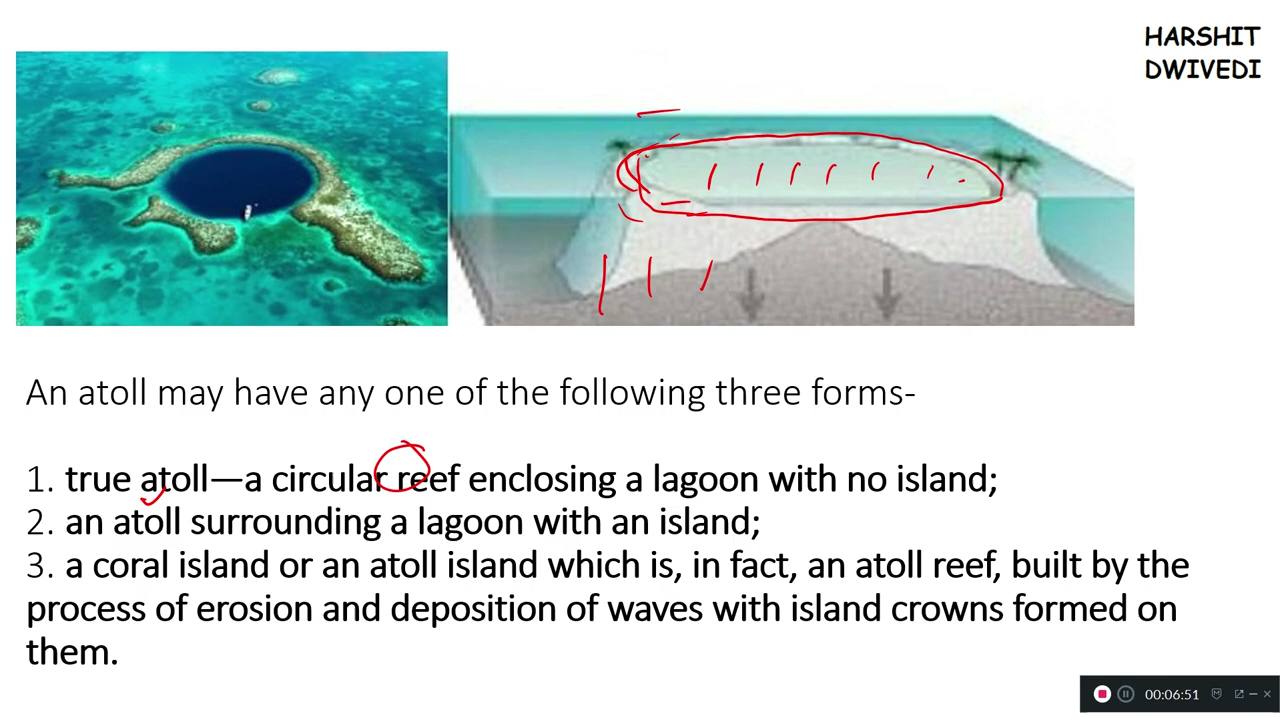 HARSHIT
DWIVEDI
An atoll may have any one of the following three forms-
1. true atoll—a circular reef enclosing a lagoon with no island;
2. an atoll surrounding a lagoon with an island;
3. a coral island or an atoll island which is, in fact, an atoll reef, built by the
process of erosion and deposition of waves with island crowns formed on
them.
00:06:51